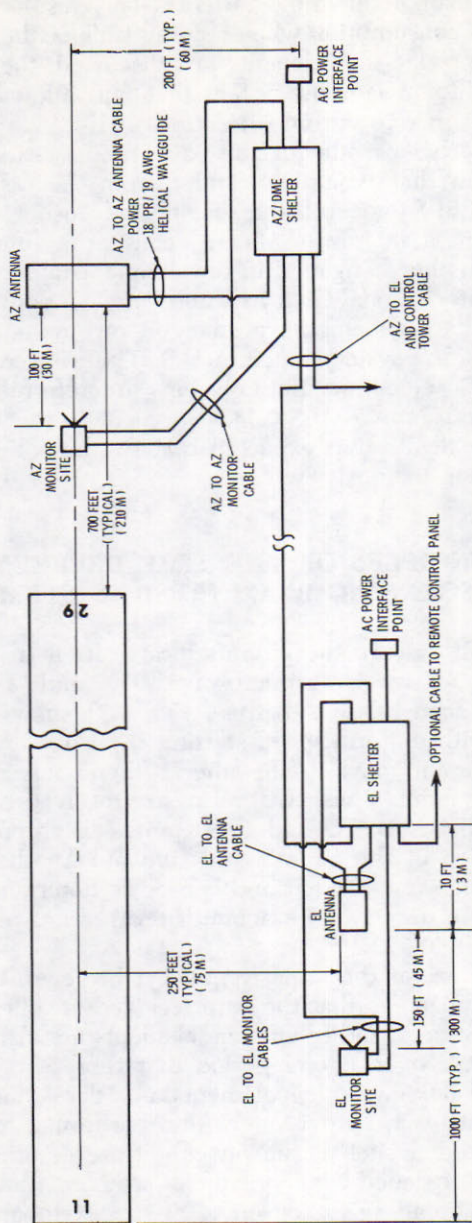 200 FT (TYP.)
(60 M)
AC POWER
INTERFACE
POINT
AZ TO AZ ANTENNA CABLE
POWER
18 PR/19 AWG
HELICAL WAVEGUIDE
AZ/DME
SHELTER
AZ ANTENNA
100 FT
(30 M)
AZ
MONITOR
SITE
700 FEET
(TYPICAL)
(210 M)
AZ TO AZ
MONITOR
CABLE
AZ TO EL
AND CONTROL
TOWER CABLE
29
AC POWER
INTERFACE
POINT
OPTIONAL CABLE TO REMOTE CONTROL PANEL
EL SHELTER
EL
ANTENNA
CABLE
EL
ANTENNA
10 FT
(3 M)
250 FEET
(TYPICAL)
(75 M)
EL TO EL MONITOR
CABLES
150 FT (45 M)
EL
MONITOR
SITE
1000 FT (TYP.) (300 M)
11